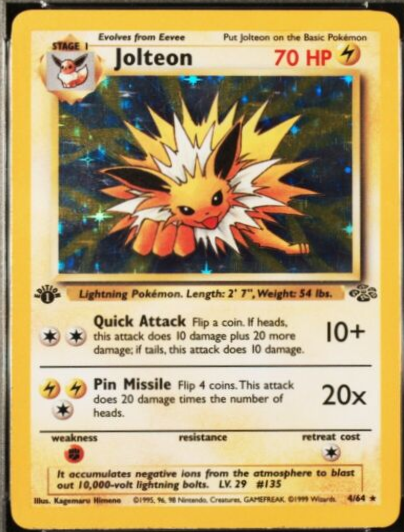 Evolves from Eevee
Put Jolteon on the Basic Pokémon
STAGE 1
Jolteon
70 HP
EDITION
1
Lightning Pokémon. Length: 2' 7", Weight: 54 lbs.
Quick Attack Flip a coin. If heads,
this attack does 10 damage plus 20 more
damage; if tails, this attack does 10 damage.
10+
Pin Missile Flip 4 coins. This attack
does 20 damage times the number of
heads.
20x
weakness
resistance
retreat cost
It accumulates negative ions from the atmosphere to blast
out 10,000-volt lightning bolts. LV. 29 #135
Illus. Kagemaru Himeno
©1995, 96, 98 Nintendo, Creatures, GAMEFREAK. ©1999 Wizards.
4/64 ★